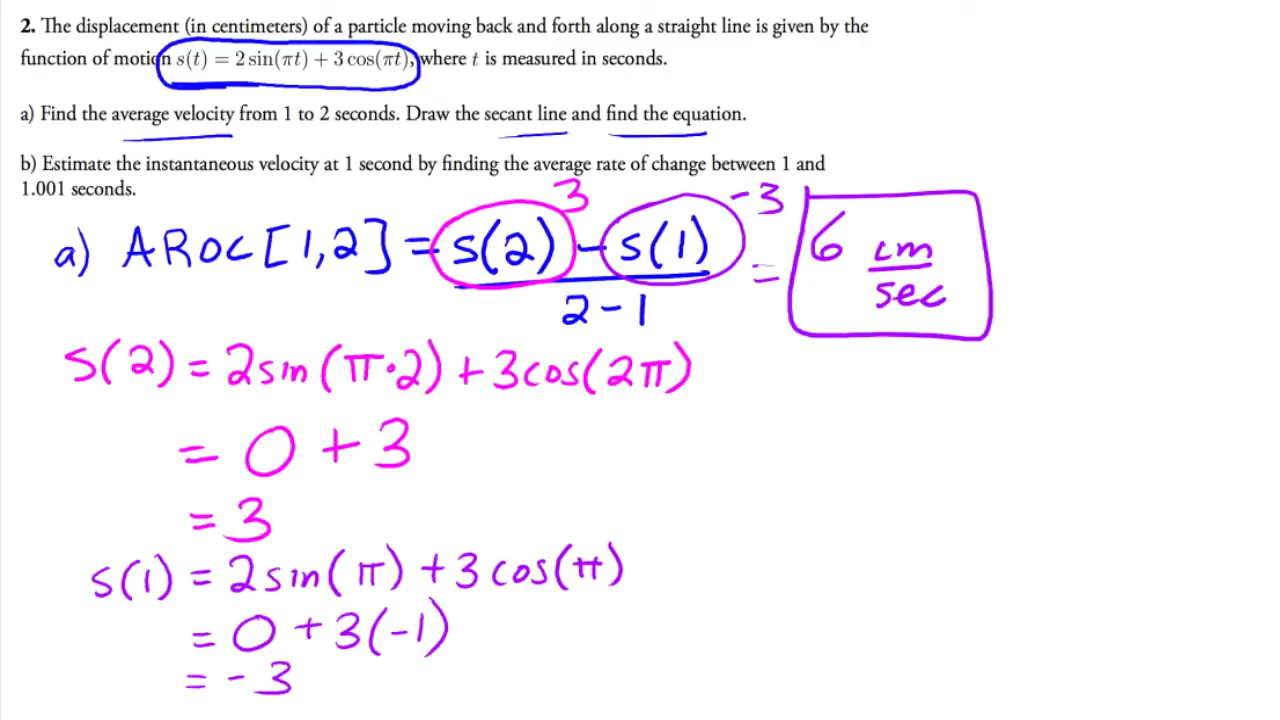 2. The displacement (in centimeters) of a particle moving back and forth along a straight line is given by the
function of motion s(t) = 2 sin(πt) + 3 cos(πt), where t is measured in seconds.
a) Find the average velocity from 1 to 2 seconds. Draw the secant line and find the equation.
b) Estimate the instantaneous velocity at 1 second by finding the average rate of change between 1 and
1.001 seconds.
3 -3
a) AROC[1,2] = s(2) - s(1) = 6 cm
2-1 sec
s(2) = 2sin(π·2) + 3cos(2π)
= 0 + 3
= 3
s(1) = 2sin(π) + 3cos(π)
= 0 + 3(-1)
= -3